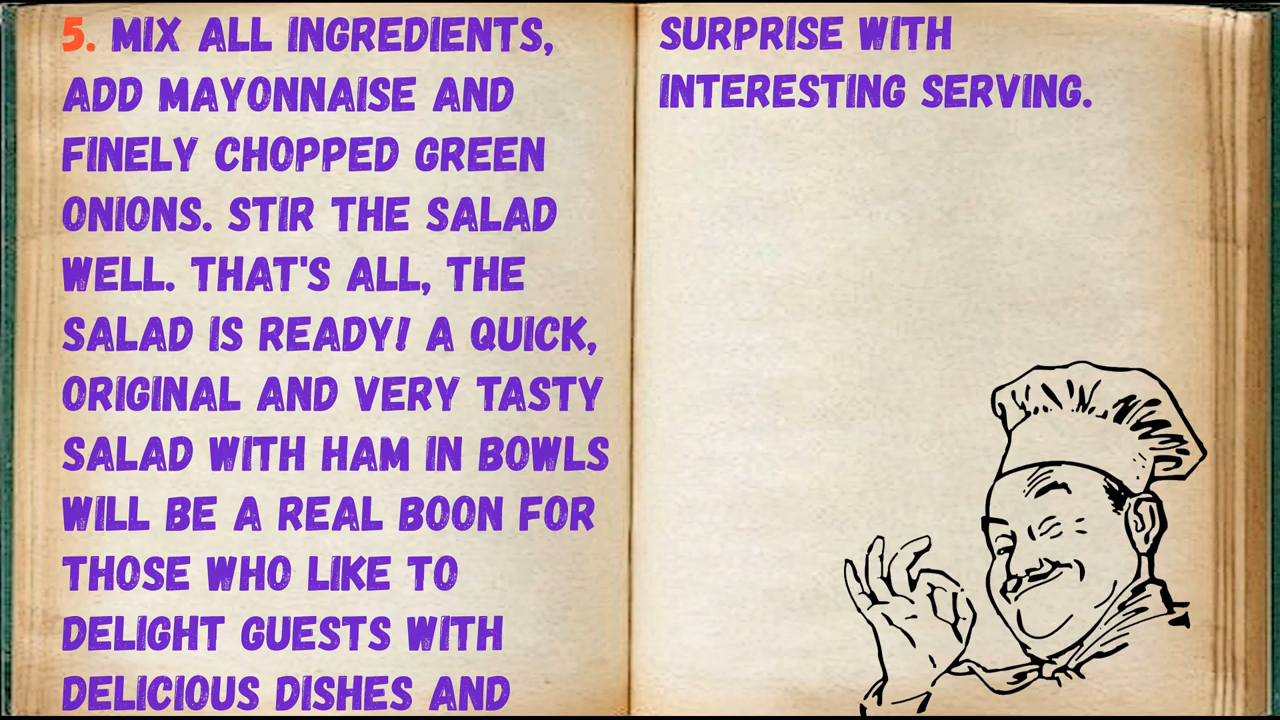 5. MIX ALL INGREDIENTS,
ADD MAYONNAISE AND
FINELY CHOPPED GREEN
ONIONS. STIR THE SALAD
WELL. THAT'S ALL, THE
SALAD IS READY! A QUICK,
ORIGINAL AND VERY TASTY
SALAD WITH HAM IN BOWLS
WILL BE A REAL BOON FOR
THOSE WHO LIKE TO
DELIGHT GUESTS WITH
DELICIOUS DISHES AND
SURPRISE WITH
INTERESTING SERVING.